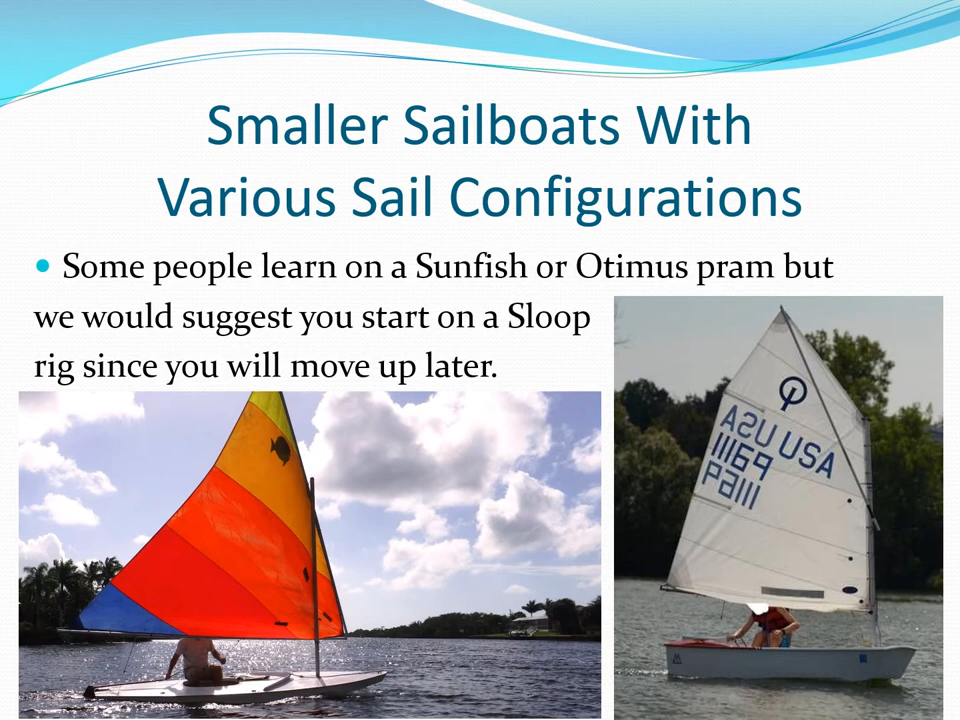 Smaller Sailboats With
Various Sail Configurations
Some people learn on a Sunfish or Otimus pram but
we would suggest you start on a Sloop
rig since you will move up later.
USA